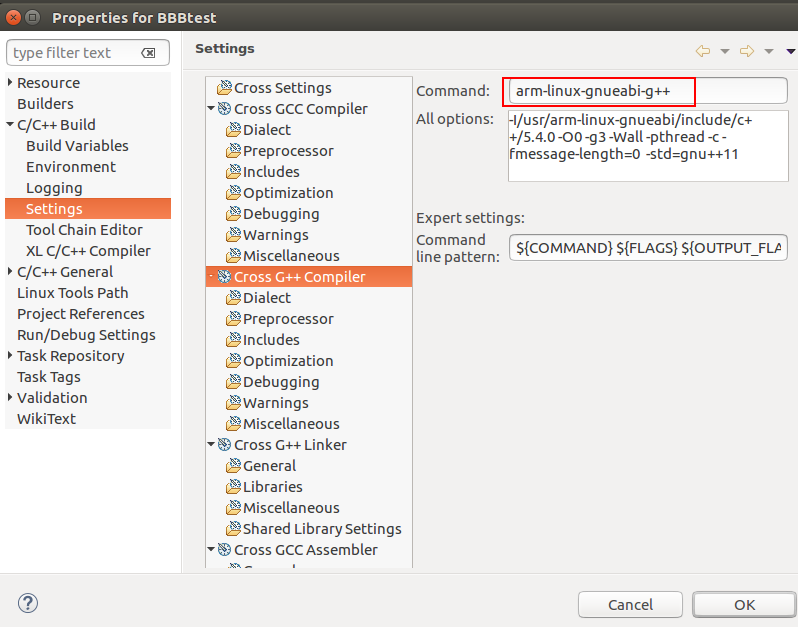 Properties for BBBtest
type filter text
Resource
Builders
C/C++ Build
Build Variables
Environment
Logging
Settings
Tool Chain Editor
XL C/C++ Compiler
C/C++ General
Linux Tools Path
Project References
Run/Debug Settings
Task Repository
Task Tags
Validation
WikiText
Settings
Cross Settings
Cross GCC Compiler
Dialect
Preprocessor
Includes
Optimization
Debugging
Warnings
Miscellaneous
Cross G++ Compiler
Dialect
Preprocessor
Includes
Optimization
Debugging
Warnings
Miscellaneous
Cross G++ Linker
General
Libraries
Miscellaneous
Shared Library Settings
Cross GCC Assembler
Command: arm-linux-gnueabi-g++
All options: -I/usr/arm-linux-gnueabi/include/c+
+/5.4.0 -O0 -g3 -Wall -pthread -c -
fmessage-length=0 -std=gnu++11
Expert settings:
Command
line pattern: ${COMMAND} ${FLAGS} ${OUTPUT_FLA
? Cancel OK